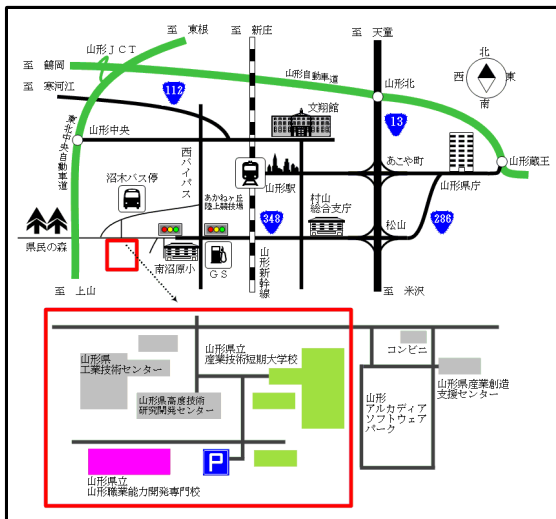 至 東根
至 新庄
至 天童
山形JCT
至 鶴岡
山形自動車道
山形北
北
西
東
南
至 寒河江
112
文翔館
13
山形中央
東北中央自動車道
西バイパス
あこや町
山形蔵王
沼木バス停
山形駅
山形県庁
あかねヶ丘
陸上競技場
村山
総合支庁
348
松山
286
県民の森
南沼原小
GS
山形新幹線
至 上山
至 米沢
山形県
工業技術センター
山形県立
産業技術短期大学校
コンビニ
山形県産業創造
支援センター
山形県高度技術
研究開発センター
山形
アルカディア
ソフトウェア
パーク
P
山形県立
山形職業能力開発専門校